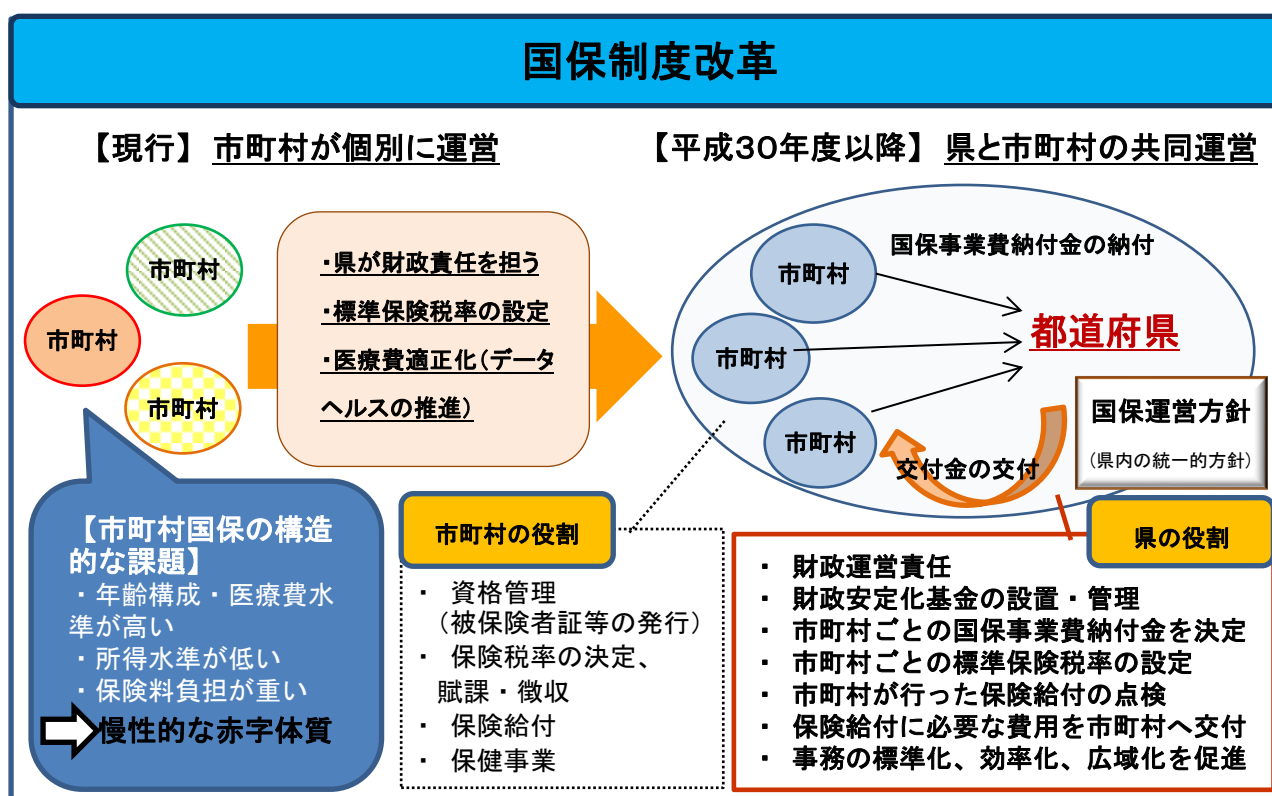 国保制度改革
【現行】 市町村が個別に運営
市町村
市町村
市町村
・県が財政責任を担う
・標準保険税率の設定
・医療費適正化(データ
ヘルスの推進)
【平成30年度以降】 県と市町村の共同運営
市町村
市町村
市町村
国保事業費納付金の納付
都道府県
交付金の交付
国保運営方針
(県内の統一的方針)
【市町村国保の構造
的な課題】
・年齢構成・医療費水
準が高い
・所得水準が低い
・保険料負担が重い
慢性的な赤字体質
市町村の役割
・ 資格管理
(被保険者証等の発行)
・ 保険税率の決定、
賦課・徴収
・ 保険給付
・ 保健事業
県の役割
・ 財政運営責任
・ 財政安定化基金の設置・管理
・ 市町村ごとの国保事業費納付金を決定
・ 市町村ごとの標準保険税率の設定
・ 市町村が行った保険給付の点検
・ 保険給付に必要な費用を市町村へ交付
・ 事務の標準化、効率化、広域化を促進